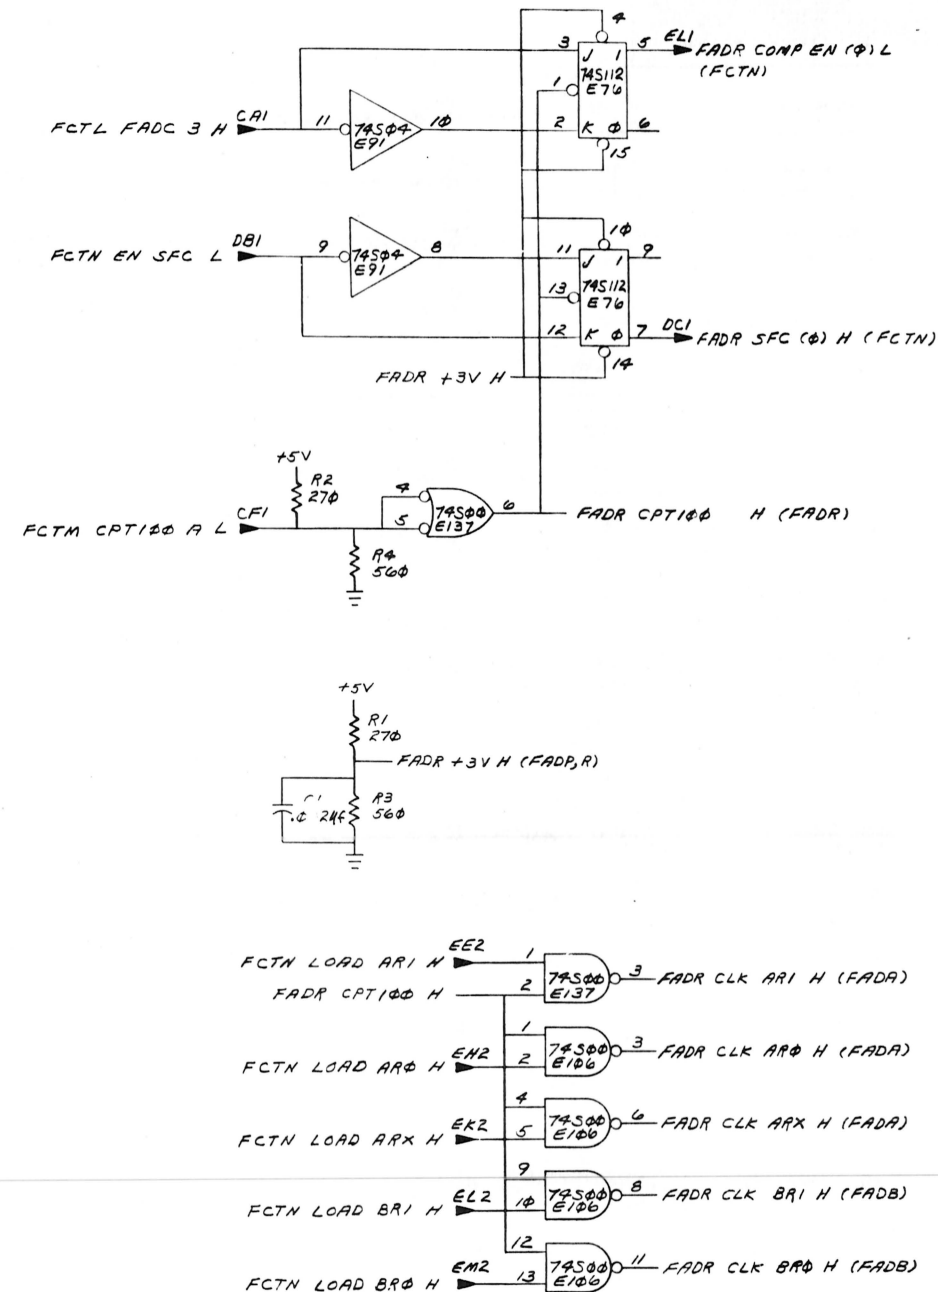 4
3
J 1
5
EL1
FADR COMP EN (φ) L
(FCTN)
1
74S112
E76
FCTL FADC 3 H
CA1
11
74Sφ4
E91
1φ
2
K φ
6
15
1φ
FCTN EN SFC L
DB1
9
74Sφ4
E91
8
11
J 1
9
13
74S112
E76
12
K φ
7
DC1
FADR SFC (φ) H (FCTN)
14
FADR +3V H
+5V
R2
27φ
4
FCTM CPT1φφ A L
CF1
5
74Sφφ
E137
6
FADR CPT1φφ H (FADR)
R4
56φ
+5V
R1
27φ
FADR +3V H (FADP,R)
R3
56φ
FCTN LOAD AR1 H
EE2
1
74Sφφ
E137
3
FADR CLK AR1 H (FADA)
FADR CPT1φφ H
2
1
74Sφφ
E1φ6
3
FADR CLK ARφ H (FADA)
FCTN LOAD ARφ H
EH2
2
4
74Sφφ
E1φ6
6
FADR CLK ARX H (FADA)
FCTN LOAD ARX H
EK2
5
9
74Sφφ
E1φ6
8
FADR CLK BR1 H (FADB)
FCTN LOAD BR1 H
EL2
1φ
12
74Sφφ
E1φ6
11
FADR CLK BRφ H (FADB)
FCTN LOAD BRφ H
EM2
13